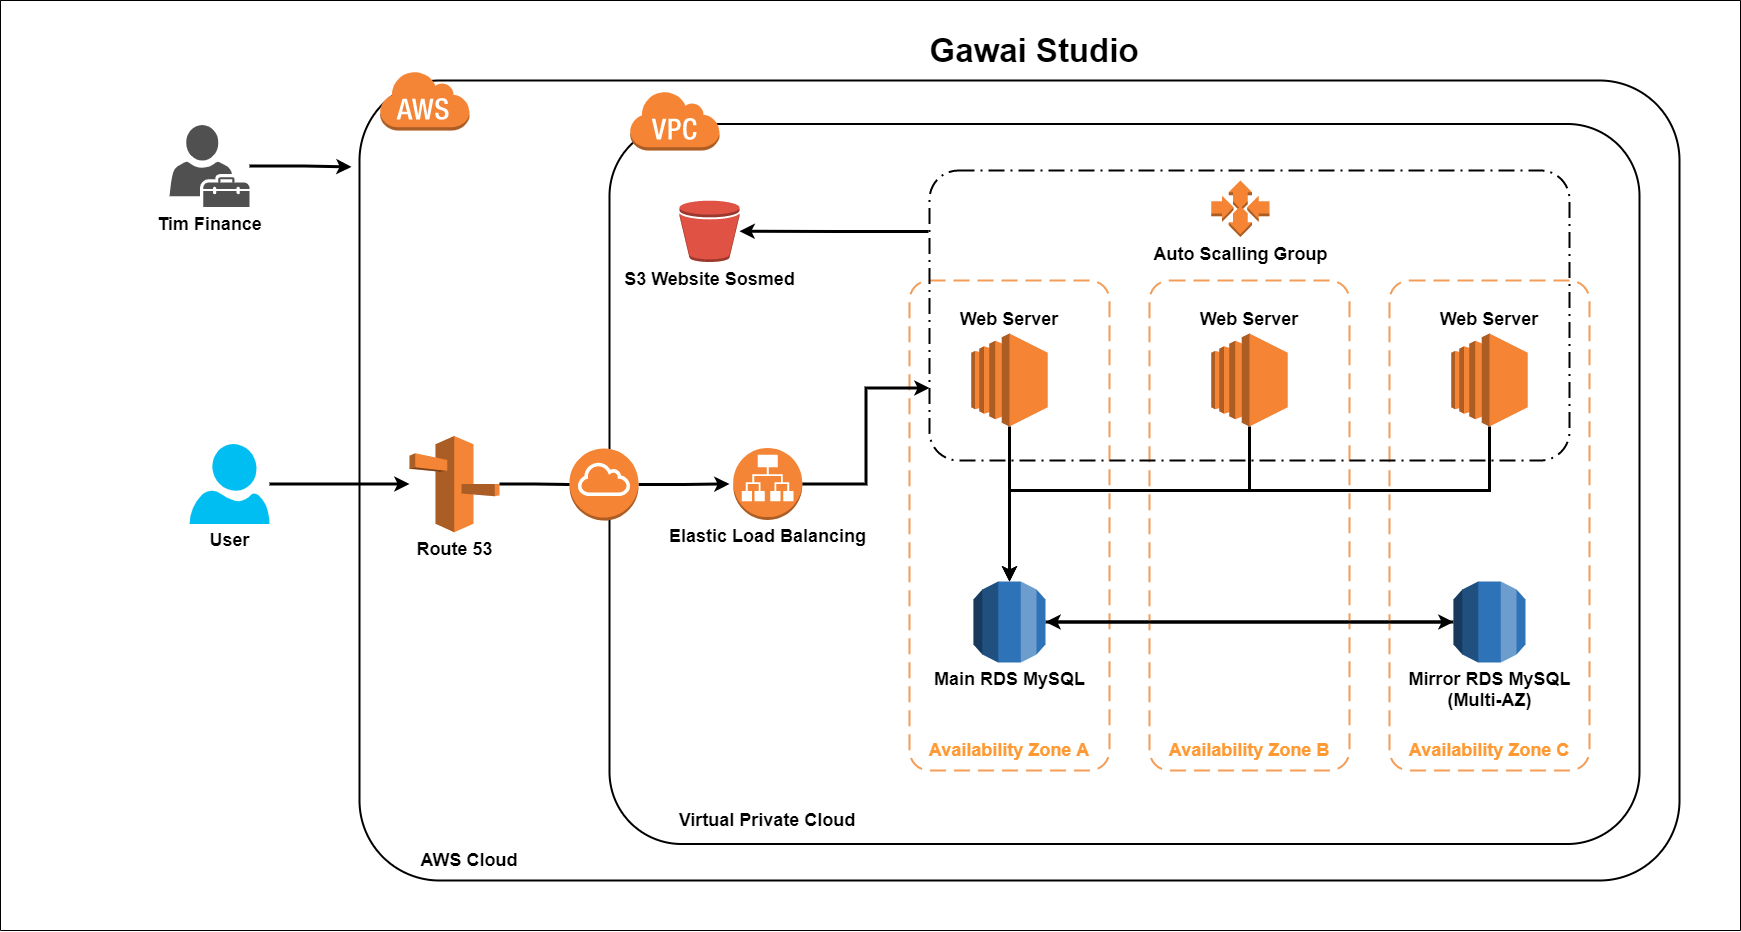 Gawai Studio
AWS
VPC
Tim Finance
S3 Website Sosmed
Auto Scalling Group
Web Server
Web Server
Web Server
User
Route 53
Elastic Load Balancing
Main RDS MySQL
Mirror RDS MySQL
(Multi-AZ)
Availability Zone A
Availability Zone B
Availability Zone C
Virtual Private Cloud
AWS Cloud